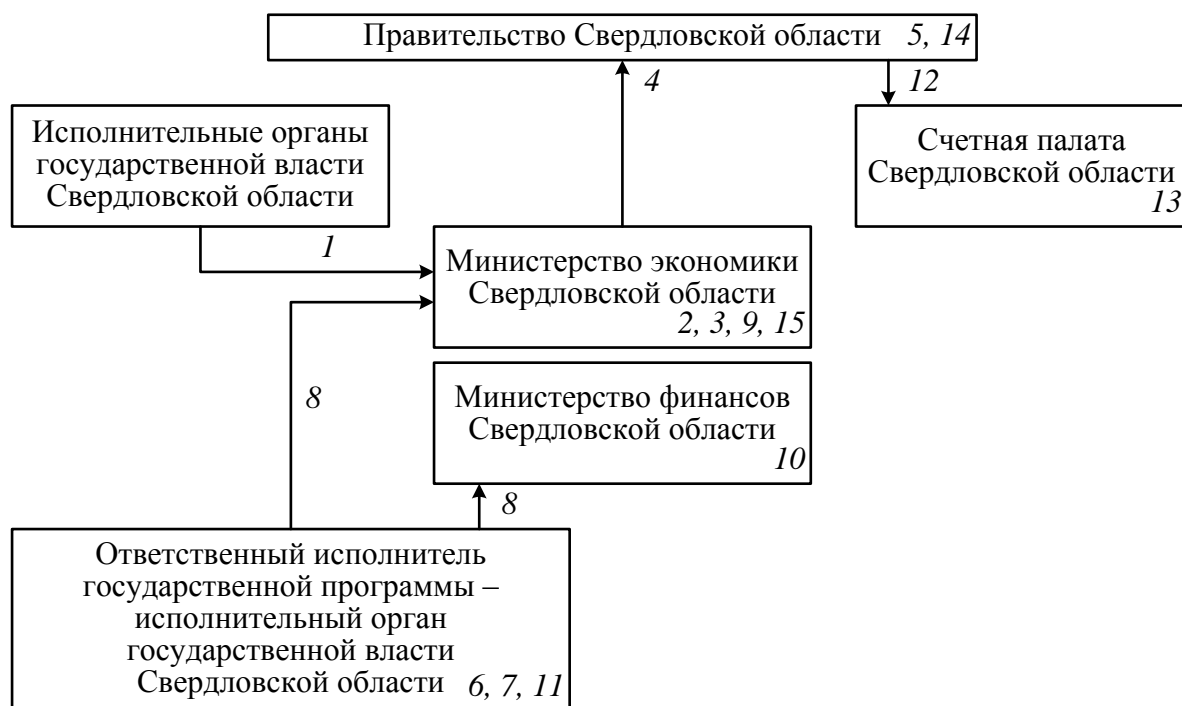 Правительство Свердловской области 5, 14
4
12
Исполнительные органы
государственной власти
Свердловской области
Счетная палата
Свердловской области
13
1
Министерство экономики
Свердловской области
2, 3, 9, 15
8
Министерство финансов
Свердловской области
10
8
Ответственный исполнитель
государственной программы –
исполнительный орган
государственной власти
Свердловской области 6, 7, 11